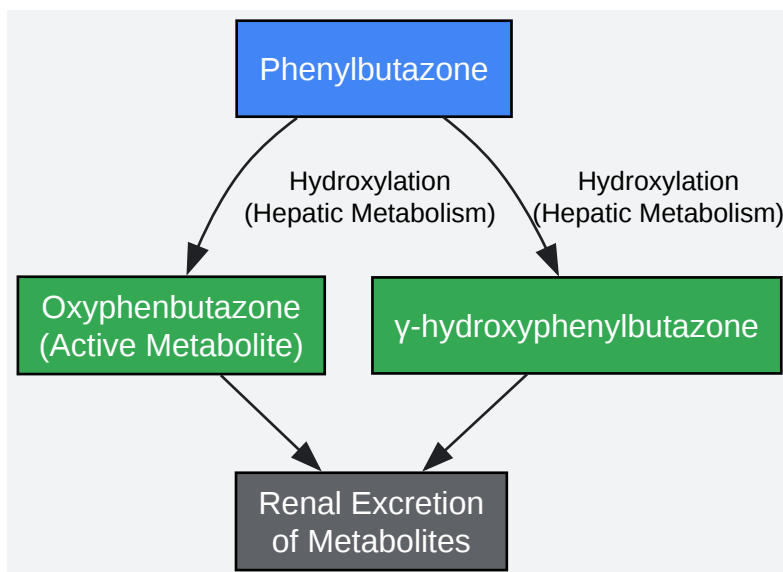 Phenylbutazone
Hydroxylation
(Hepatic Metabolism)
Hydroxylation
(Hepatic Metabolism)
Oxyphenbutazone
(Active Metabolite)
γ-hydroxyphenylbutazone
Renal Excretion
of Metabolites